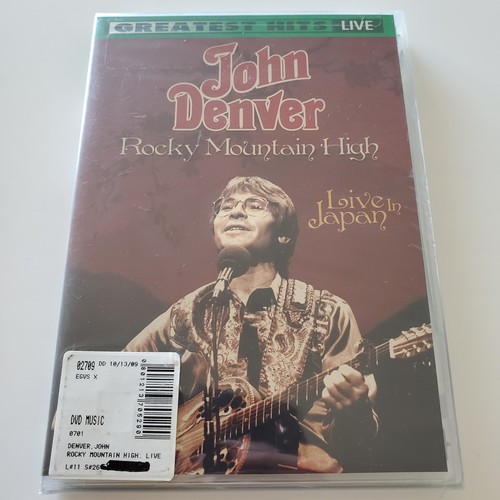 GREATEST HITS LIVE
John
Denver
Rocky Mountain High
Live In
Japan
02709 DD 10/13/09
EGVS X
DVD MUSIC
0701
DENVER,JOHN
ROCKY MOUNTAIN HIGH: LIVE
L#11 S#26